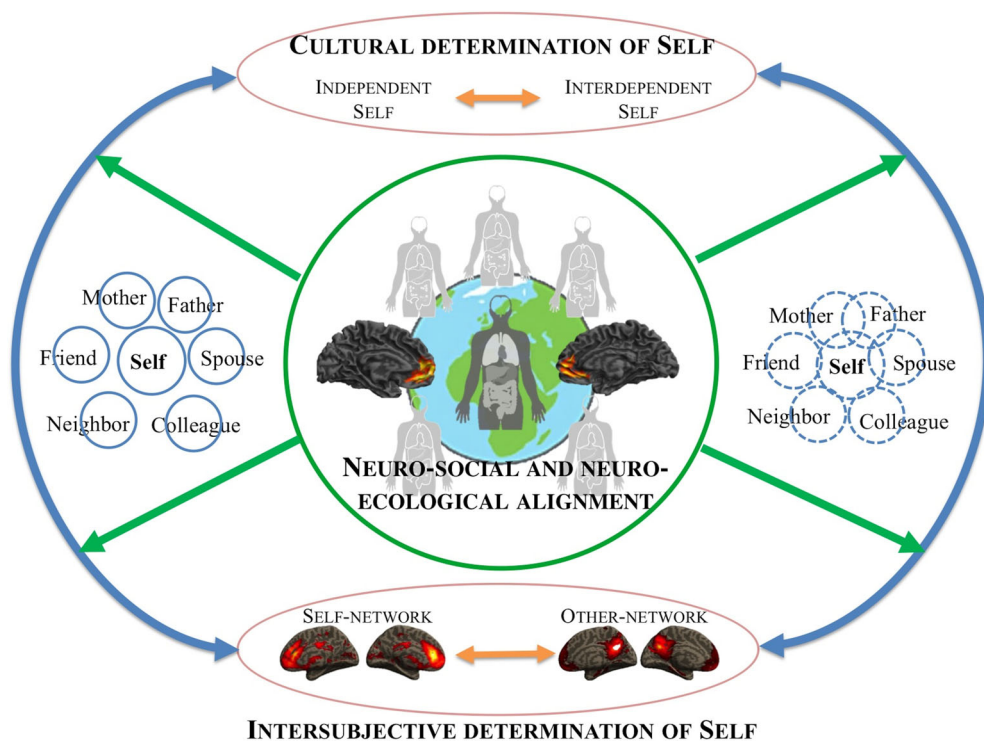 CULTURAL DETERMINATION OF SELF
INDEPENDENT
SELF
INTERDEPENDENT
SELF
Mother
Father
Friend
Self
Spouse
Neighbor
Colleague
NEURO-SOCIAL AND NEURO-
ECOLOGICAL ALIGNMENT
Mother
Father
Friend
Self
Spouse
Neighbor
Colleague
SELF-NETWORK
OTHER-NETWORK
INTERSUBJECTIVE DETERMINATION OF SELF